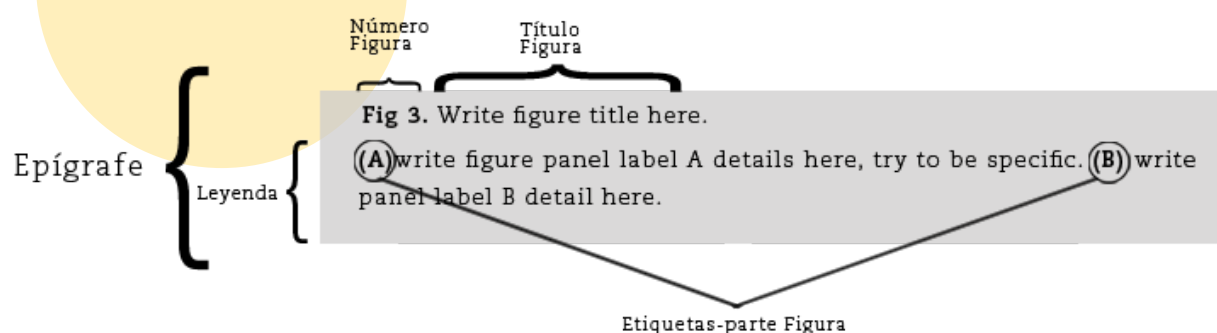 Número
Figura
Título
Figura
Fig 3. Write figure title here.
Epígrafe
Leyenda
(A)write figure panel label A details here, try to be specific. (B) write
panel label B detail here.
Etiquetas-parte Figura